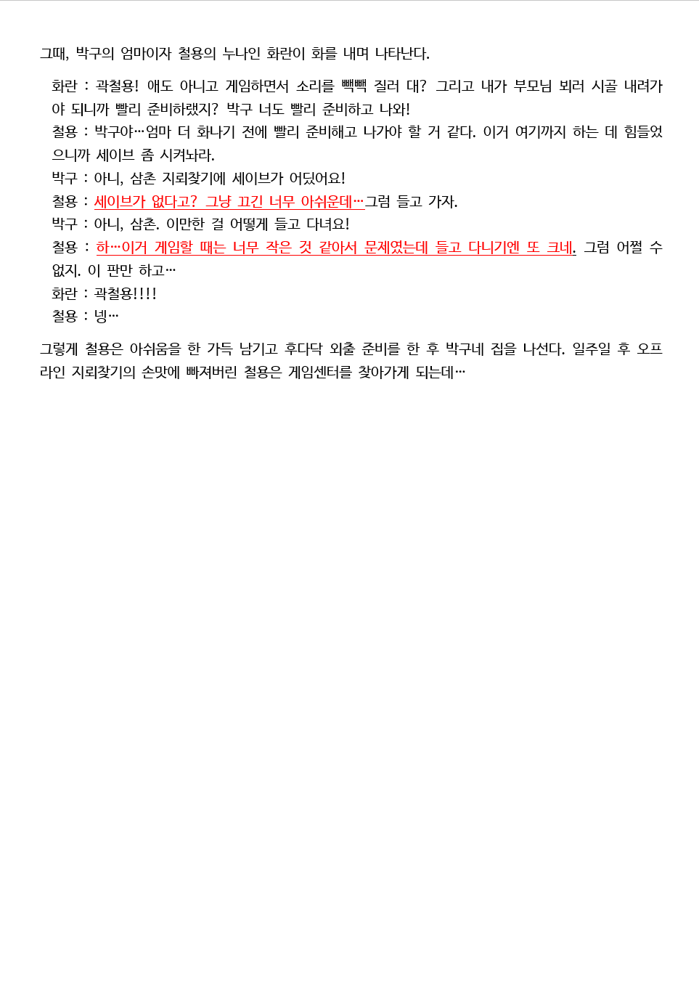 그때, 박구의 엄마이자 철용의 누나인 화란이 화를 내며 나타난다.
화란 : 곽철용! 애도 아니고 게임하면서 소리를 빽빽 질러 대? 그리고 내가 부모님 뵈러 시골 내려가
야 되니까 빨리 준비하랬지? 박구 너도 빨리 준비하고 나와!
철용 : 박구야…엄마 더 화나기 전에 빨리 준비해고 나가야 할 거 같다. 이거 여기까지 하는 데 힘들었
으니까 세이브 좀 시켜놔라.
박구 : 아니, 삼촌 지뢰찾기에 세이브가 어딨어요!
철용 : 세이브가 없다고? 그냥 끄긴 너무 아쉬운데…그럼 들고 가자.
박구 : 아니, 삼촌. 이만한 걸 어떻게 들고 다녀요!
철용 : 하…이거 게임할 때는 너무 작은 것 같아서 문제였는데 들고 다니기엔 또 크네. 그럼 어쩔 수
없지. 이 판만 하고…
화란 : 곽철용!!!!
철용 : 넹…
그렇게 철용은 아쉬움을 한 가득 남기고 후다닥 외출 준비를 한 후 박구네 집을 나선다. 일주일 후 오프
라인 지뢰찾기의 손맛에 빠져버린 철용은 게임센터를 찾아가게 되는데…